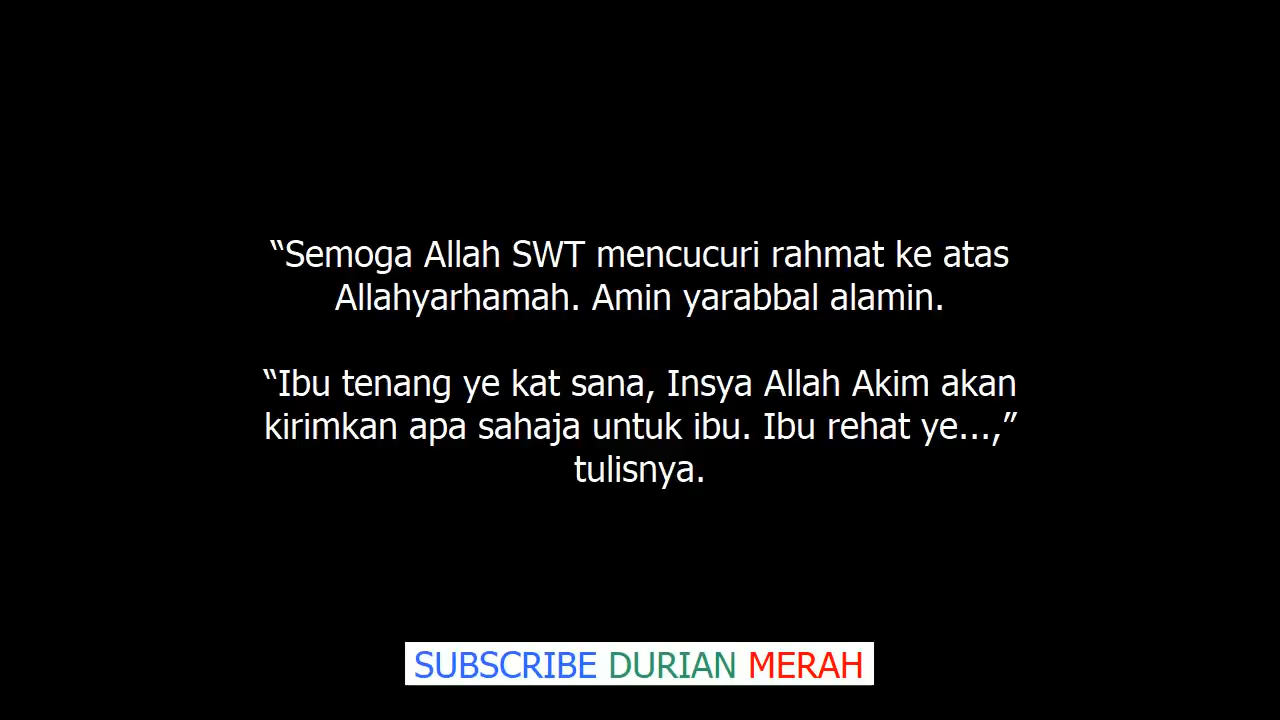 “Semoga Allah SWT mencucuri rahmat ke atas
Allahyarhamah. Amin yarabbal alamin.
“Ibu tenang ye kat sana, Insya Allah Akim akan
kirimkan apa sahaja untuk ibu. Ibu rehat ye...,”
tulisnya.
SUBSCRIBE DURIAN MERAH